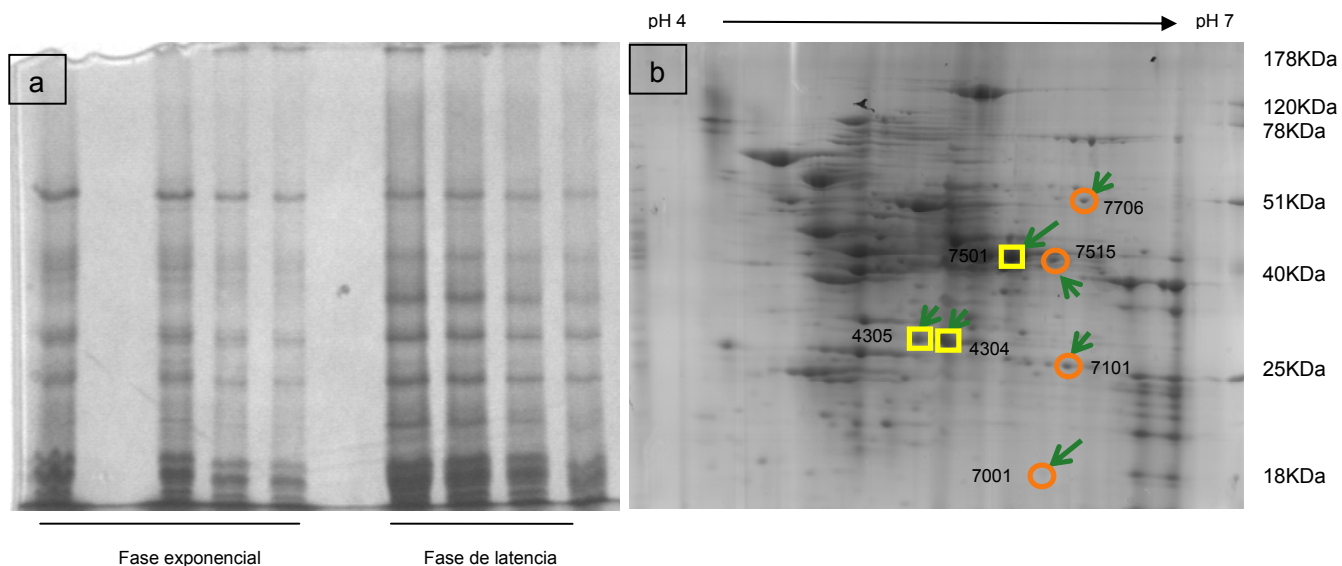 pH 4
pH 7
a
b
178KDa
120KDa
78KDa
51KDa
40KDa
25KDa
18KDa
7706
7501
7515
4305
4304
7101
7001
Fase exponencial
Fase de latencia